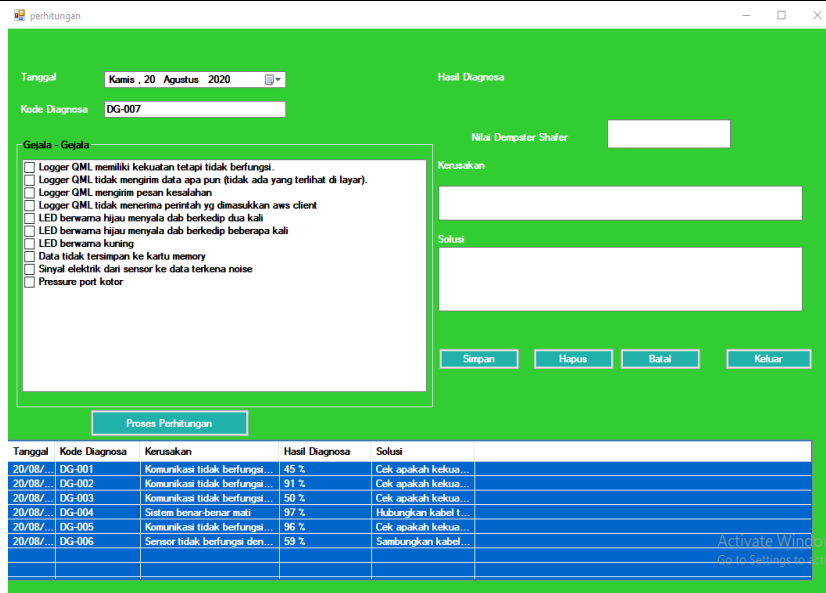 perhitungan
Tanggal
Kamis , 20 Agustus 2020
Kode Diagnosa
DG-007
Gejala - Gejala
Logger QML memiliki kekuatan tetapi tidak berfungsi.
Logger QML tidak mengirim data apa pun (tidak ada yang terlihat di layar).
Logger QML mengirim pesan kesalahan
Logger QML tidak menerima perintah yg dimasukkan aws client
LED berwarna hijau menyala dab berkedip dua kali
LED berwarna hijau menyala dab berkedip beberapa kali
LED berwarna kuning
Data tidak tersimpan ke kartu memory
Sinyal elektrik dari sensor ke data terkena noise
Pressure port kotor
Proses Perhitungan
Hasil Diagnosa
Nilai Dempster Shafer
Kerusakan
Solusi
Simpan Hapus Batal Keluar
Tanggal Kode Diagnosa Kerusakan Hasil Diagnosa Solusi
20/08/... DG-001 Komunikasi tidak berfungsi... 45 % Cek apakah kekua...
20/08/... DG-002 Komunikasi tidak berfungsi... 91 % Cek apakah kekua...
20/08/... DG-003 Komunikasi tidak berfungsi... 50 % Cek apakah kekua...
20/08/... DG-004 Sistem benar-benar mati 97 % Hubungkan kabel t...
20/08/... DG-005 Komunikasi tidak berfungsi... 96 % Cek apakah kekua...
20/08/... DG-006 Sensor tidak berfungsi den... 59 % Sambungkan kabel...
Activate Windo
Go to Settings to acti